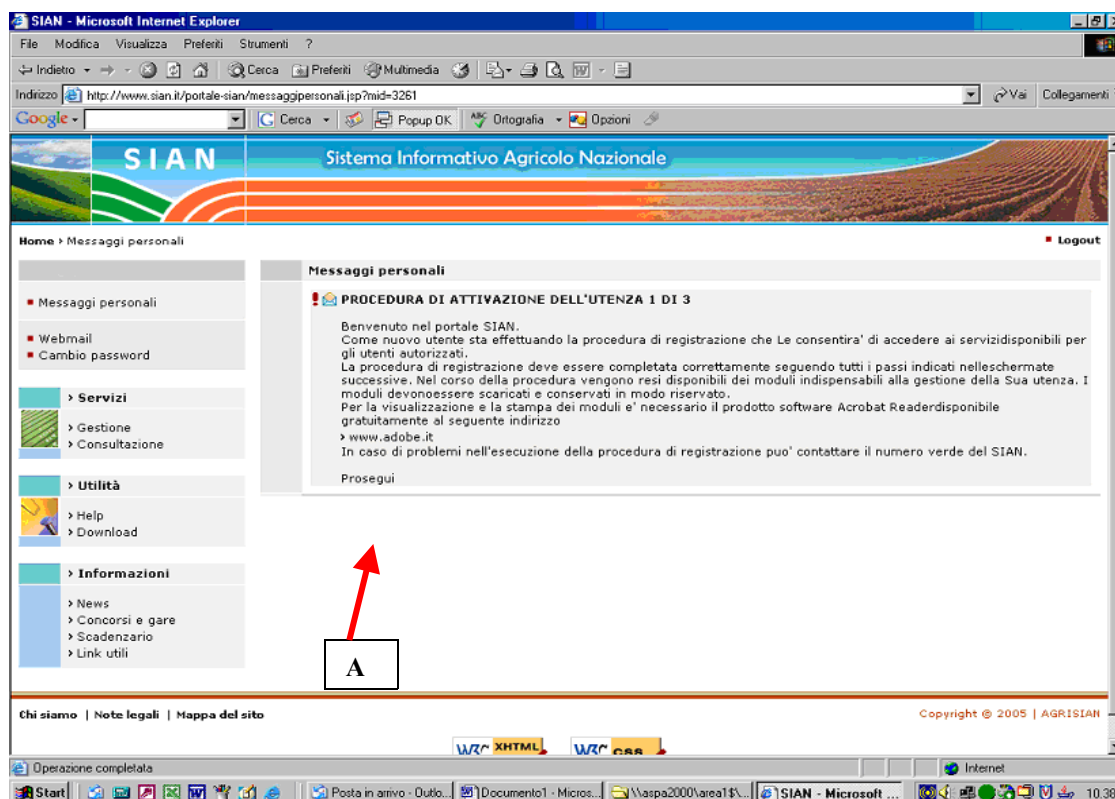 SIAN - Microsoft Internet Explorer
File Modifica Visualizza Preferiti Strumenti ?
Indietro Cerca Preferiti Multimedia
Indirizzo http://www.sian.it/portale-sian/messaggipersonali.jsp?mid=3261 Vai Collegamenti
Google Cerca Popup OK Ortografia Opzioni
SIAN Sistema Informativo Agricolo Nazionale
Home › Messaggi personali Logout
Messaggi personali
Messaggi personali
Webmail
Cambio password
› Servizi
› Gestione
› Consultazione
› Utilità
› Help
› Download
› Informazioni
› News
› Concorsi e gare
› Scadenzario
› Link utili
PROCEDURA DI ATTIVAZIONE DELL'UTENZA 1 DI 3
Benvenuto nel portale SIAN.
Come nuovo utente sta effettuando la procedura di registrazione che Le consentira' di accedere ai servizidisponibili per
gli utenti autorizzati.
La procedura di registrazione deve essere completata correttamente seguendo tutti i passi indicati nelleschermate
successive. Nel corso della procedura vengono resi disponibili dei moduli indispensabili alla gestione della Sua utenza. I
moduli devonoessere scaricati e conservati in modo riservato.
Per la visualizzazione e la stampa dei moduli e' necessario il prodotto software Acrobat Readerdisponibile
gratuitamente al seguente indirizzo
› www.adobe.it
In caso di problemi nell'esecuzione della procedura di registrazione puo' contattare il numero verde del SIAN.
Prosegui
A
Chi siamo | Note legali | Mappa del sito Copyright © 2005 | AGRISIAN
W3C XHTML W3C CSS
Operazione completata Internet
Start Posta in arrivo - Outlo... Documento1 - Micros... \\aspa2000\area1$\... SIAN - Microsoft ... 10.38